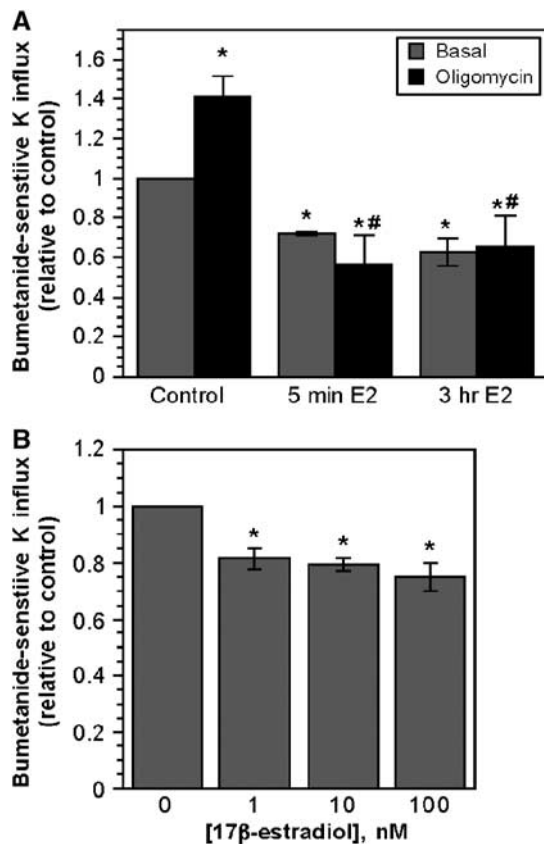 A
Bumetanide-senstiive K influx
(relative to control)
1.6
1.4
1.2
1
0.8
0.6
0.4
0.2
0
Basal
Oligomycin
*
*
*#
*
*#
Control 5 min E2 3 hr E2
B
Bumetanide-senstiive K influx
(relative to control)
1.2
1
0.8
0.6
0.4
0.2
0
* * *
0 1 10 100
[17β-estradiol], nM